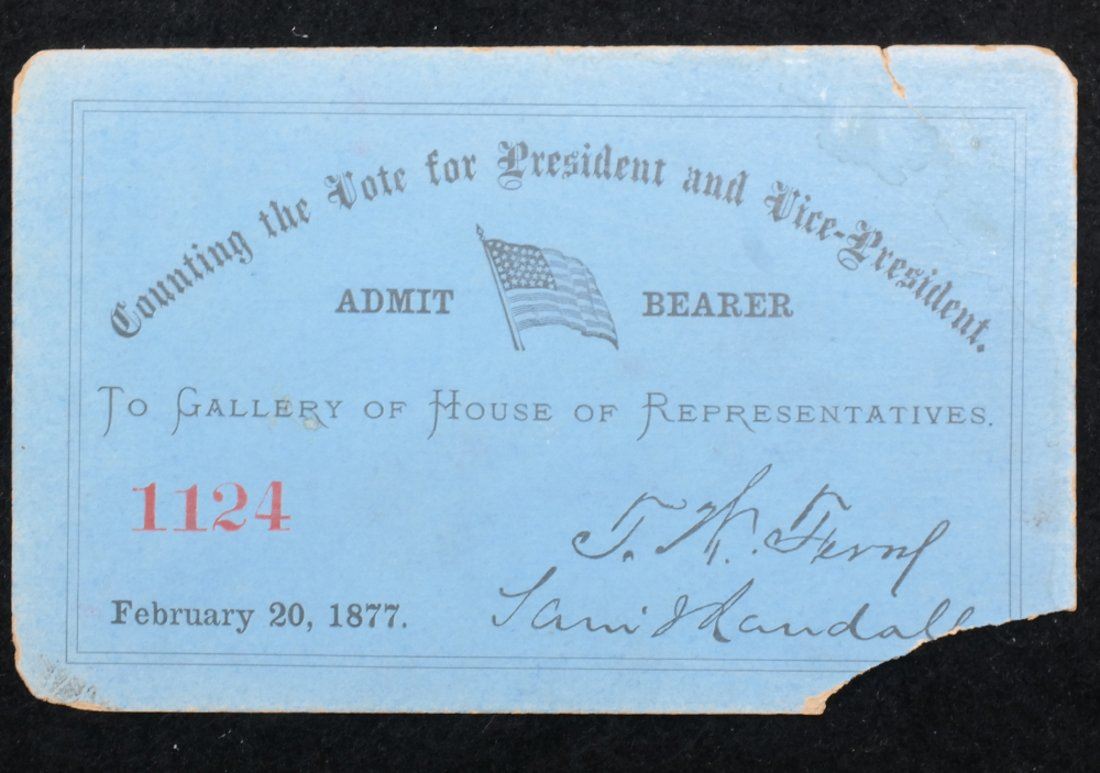 Counting the Vote for President and Vice-President.
ADMIT BEARER
To Gallery of House of Representatives.
1124
T. W. Ferry
February 20, 1877.
Saml J Randall